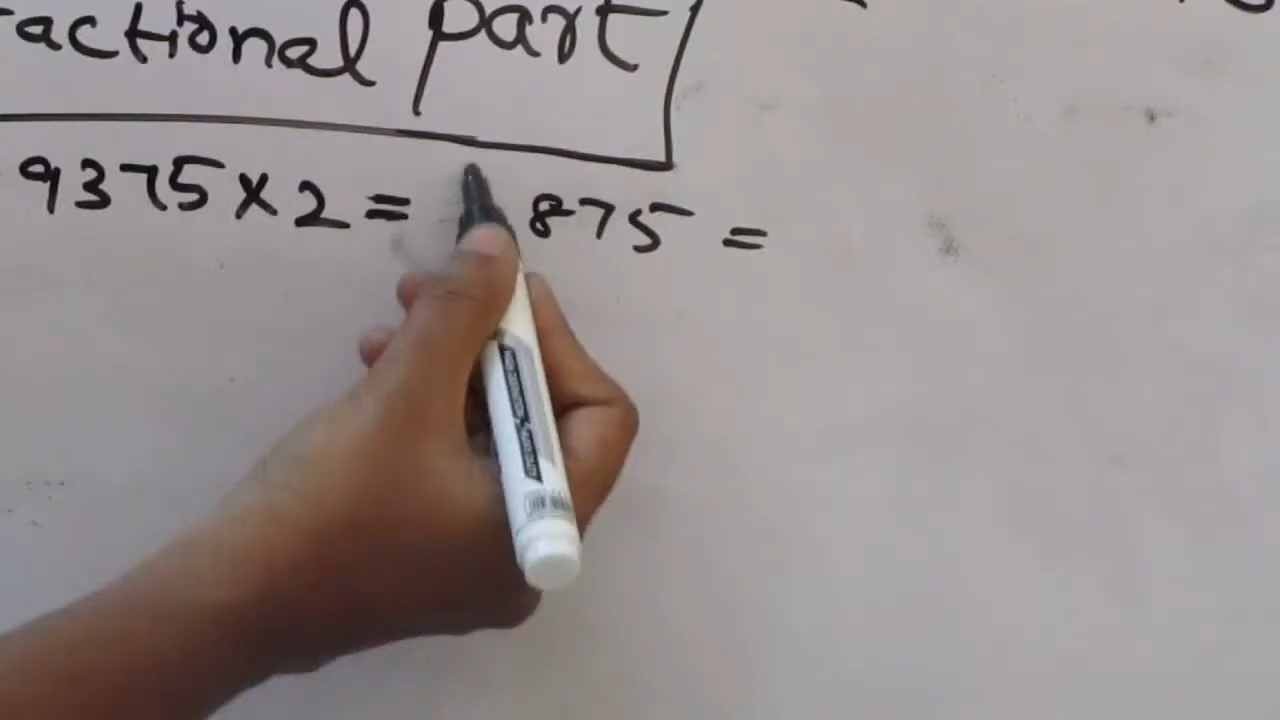 actional part
9375 × 2 = 875 =